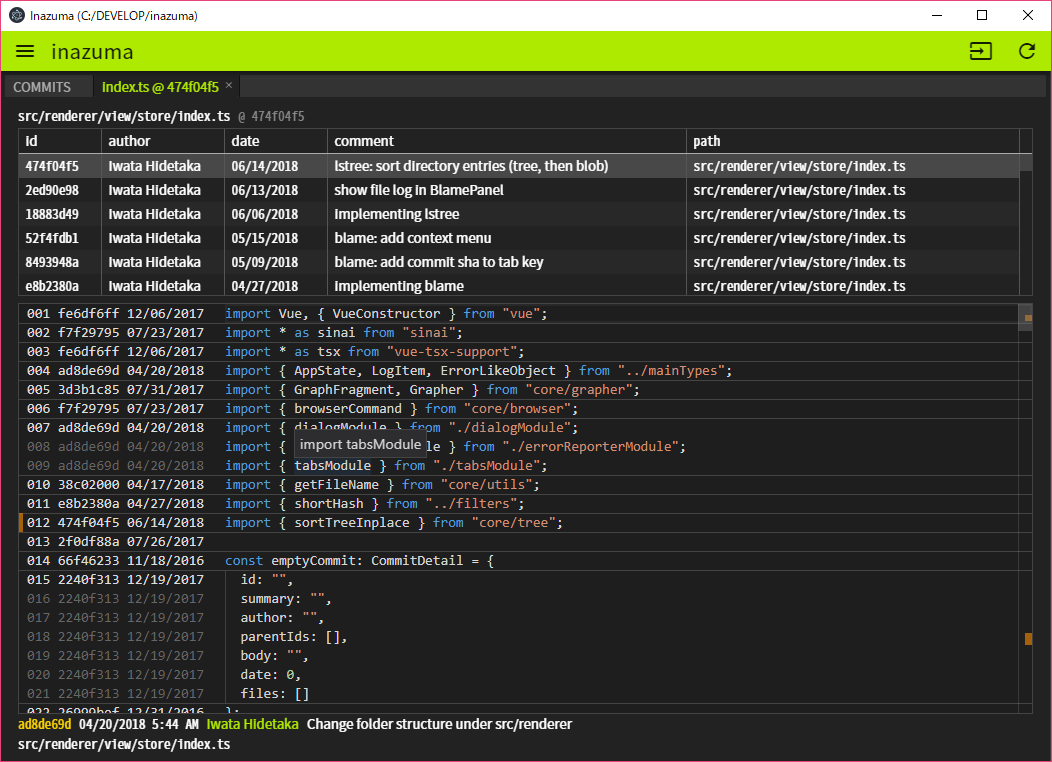 Inazuma (C:/DEVELOP/inazuma)
inazuma
COMMITS index.ts @ 474f04f5 ×
src/renderer/view/store/index.ts @ 474f04f5
id author date comment path
474f04f5 Iwata Hidetaka 06/14/2018 lstree: sort directory entries (tree, then blob) src/renderer/view/store/index.ts
2ed90e98 Iwata Hidetaka 06/13/2018 show file log in BlamePanel src/renderer/view/store/index.ts
18883d49 Iwata Hidetaka 06/06/2018 implementing lstree src/renderer/view/store/index.ts
52f4fdb1 Iwata Hidetaka 05/15/2018 blame: add context menu src/renderer/view/store/index.ts
8493948a Iwata Hidetaka 05/09/2018 blame: add commit sha to tab key src/renderer/view/store/index.ts
e8b2380a Iwata Hidetaka 04/27/2018 implementing blame src/renderer/view/store/index.ts
001 fe6df6ff 12/06/2017 import Vue, { VueConstructor } from "vue";
002 f7f29795 07/23/2017 import * as sinai from "sinai";
003 fe6df6ff 12/06/2017 import * as tsx from "vue-tsx-support";
004 ad8de69d 04/20/2018 import { AppState, LogItem, ErrorLikeObject } from "../mainTypes";
005 3d3b1c85 07/31/2017 import { GraphFragment, Grapher } from "core/grapher";
006 f7f29795 07/23/2017 import { browserCommand } from "core/browser";
007 ad8de69d 04/20/2018 import { dialogModule } from "./dialogModule";
008 ad8de69d 04/20/2018 import { le } from "./errorReporterModule";
import tabsModule
009 ad8de69d 04/20/2018 import { tabsModule } from "./tabsModule";
010 38c02000 04/17/2018 import { getFileName } from "core/utils";
011 e8b2380a 04/27/2018 import { shortHash } from "../filters";
012 474f04f5 06/14/2018 import { sortTreeInplace } from "core/tree";
013 2f0df88a 07/26/2017
014 66f46233 11/18/2016 const emptyCommit: CommitDetail = {
015 2240f313 12/19/2017 id: "",
016 2240f313 12/19/2017 summary: "",
017 2240f313 12/19/2017 author: "",
018 2240f313 12/19/2017 parentIds: [],
019 2240f313 12/19/2017 body: "",
020 2240f313 12/19/2017 date: 0,
021 2240f313 12/19/2017 files: []
022 26999bef 12/31/2016 };
ad8de69d 04/20/2018 5:44 AM Iwata Hidetaka Change folder structure under src/renderer
src/renderer/view/store/index.ts